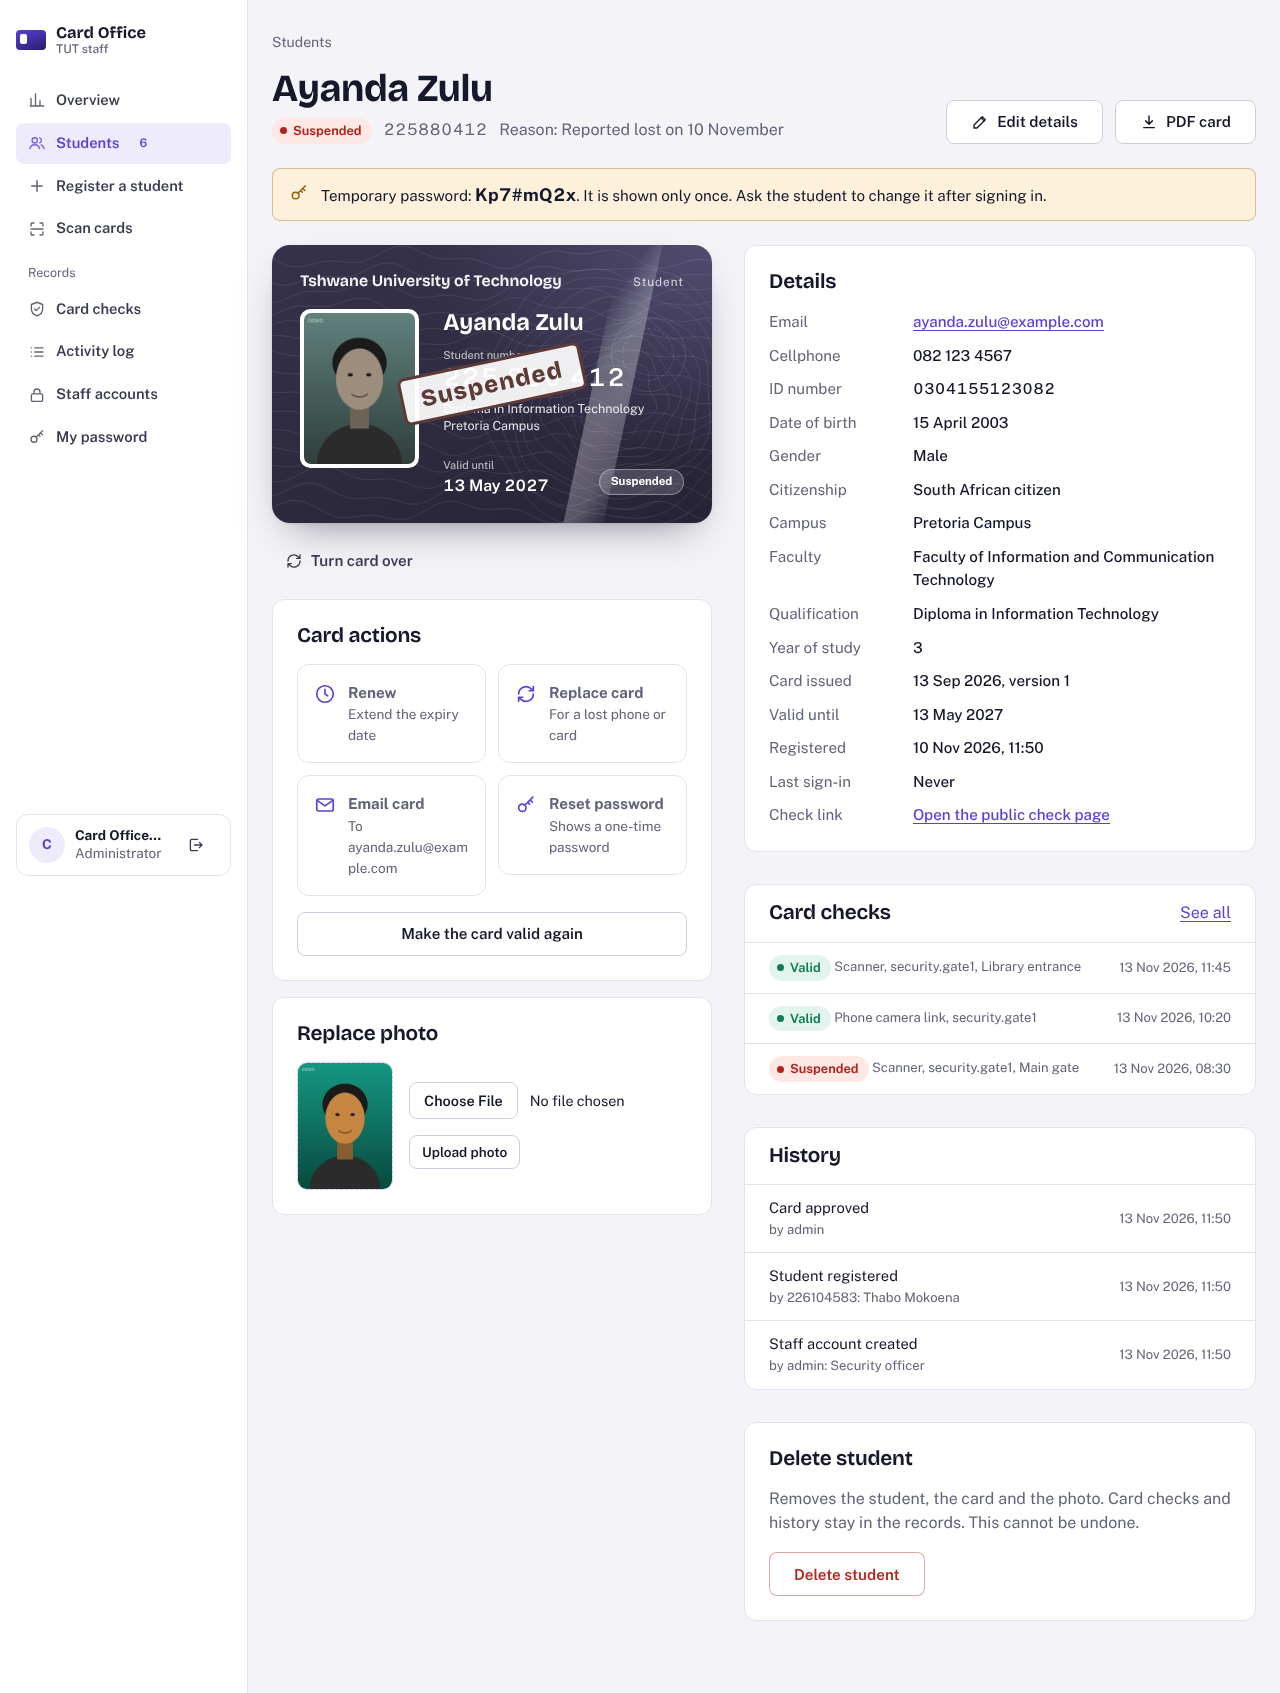 Card Office
TUT staff
Overview
Students 6
Register a student
Scan cards
Records
Card checks
Activity log
Staff accounts
My password
C
Card Office...
Administrator
Students
Ayanda Zulu
Suspended 225880412 Reason: Reported lost on 10 November
Edit details
PDF card
Temporary password: Kp7#mQ2x. It is shown only once. Ask the student to change it after signing in.
Tshwane University of Technology Student
Ayanda Zulu
Student
Suspended
in Information Technology
Pretoria Campus
Valid until
13 May 2027
Suspended
Turn card over
Card actions
Renew
Extend the expiry
date
Replace card
For a lost phone or
card
Email card
To
ayanda.zulu@exam
ple.com
Reset password
Shows a one-time
password
Make the card valid again
Replace photo
Choose File No file chosen
Upload photo
Details
Email ayanda.zulu@example.com
Cellphone 082 123 4567
ID number 0304155123082
Date of birth 15 April 2003
Gender Male
Citizenship South African citizen
Campus Pretoria Campus
Faculty Faculty of Information and Communication
Technology
Qualification Diploma in Information Technology
Year of study 3
Card issued 13 Sep 2026, version 1
Valid until 13 May 2027
Registered 10 Nov 2026, 11:50
Last sign-in Never
Check link Open the public check page
Card checks See all
Valid Scanner, security.gate1, Library entrance 13 Nov 2026, 11:45
Valid Phone camera link, security.gate1 13 Nov 2026, 10:20
Suspended Scanner, security.gate1, Main gate 13 Nov 2026, 08:30
History
Card approved
by admin
13 Nov 2026, 11:50
Student registered
by 226104583: Thabo Mokoena
13 Nov 2026, 11:50
Staff account created
by admin: Security officer
13 Nov 2026, 11:50
Delete student
Removes the student, the card and the photo. Card checks and
history stay in the records. This cannot be undone.
Delete student